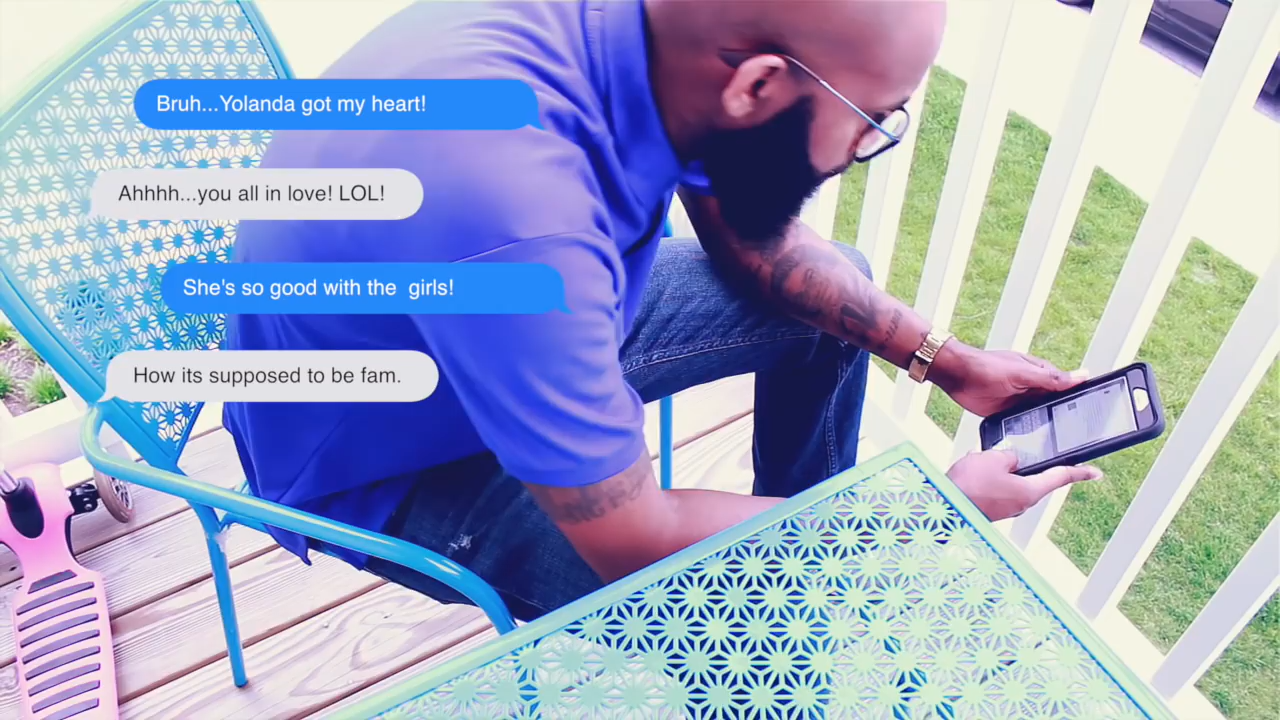 Bruh...Yolanda got my heart!
Ahhhh...you all in love! LOL!
She's so good with the  girls!
How its supposed to be fam.